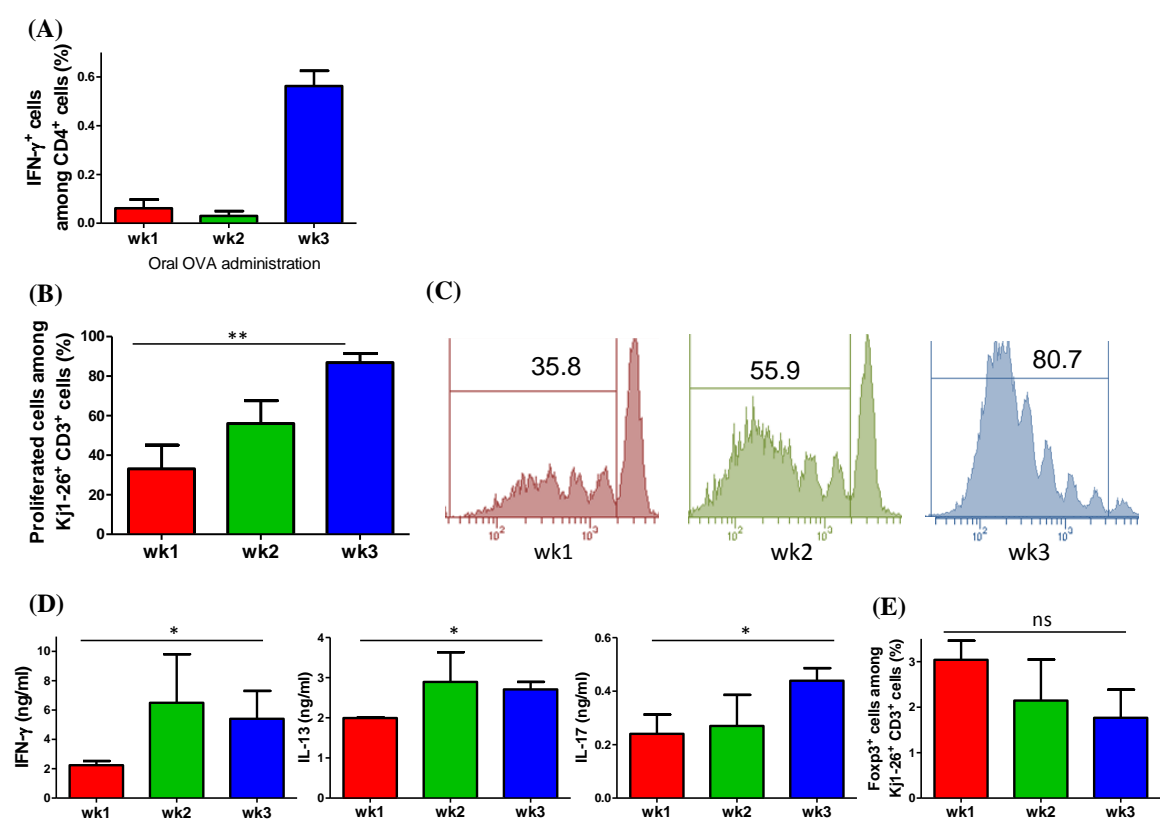 (A)
IFN-γ⁺ cells
among CD4⁺ cells (%)
0.6
0.4
0.2
0.0
wk1 wk2 wk3
Oral OVA administration
(B)
Proliferated cells among
Kj1-26⁺ CD3⁺ cells (%)
100
80
60
40
20
0
**
wk1 wk2 wk3
(C)
35.8
10² 10³
wk1
55.9
10² 10³
wk2
80.7
10² 10³
wk3
(D)
IFN-γ (ng/ml)
10
8
6
4
2
0
*
wk1 wk2 wk3
IL-13 (ng/ml)
4
3
2
1
0
*
wk1 wk2 wk3
IL-17 (ng/ml)
0.6
0.4
0.2
0.0
*
wk1 wk2 wk3
(E)
Foxp3⁺ cells among
Kj1-26⁺ CD3⁺ cells (%)
3
2
1
0
ns
wk1 wk2 wk3